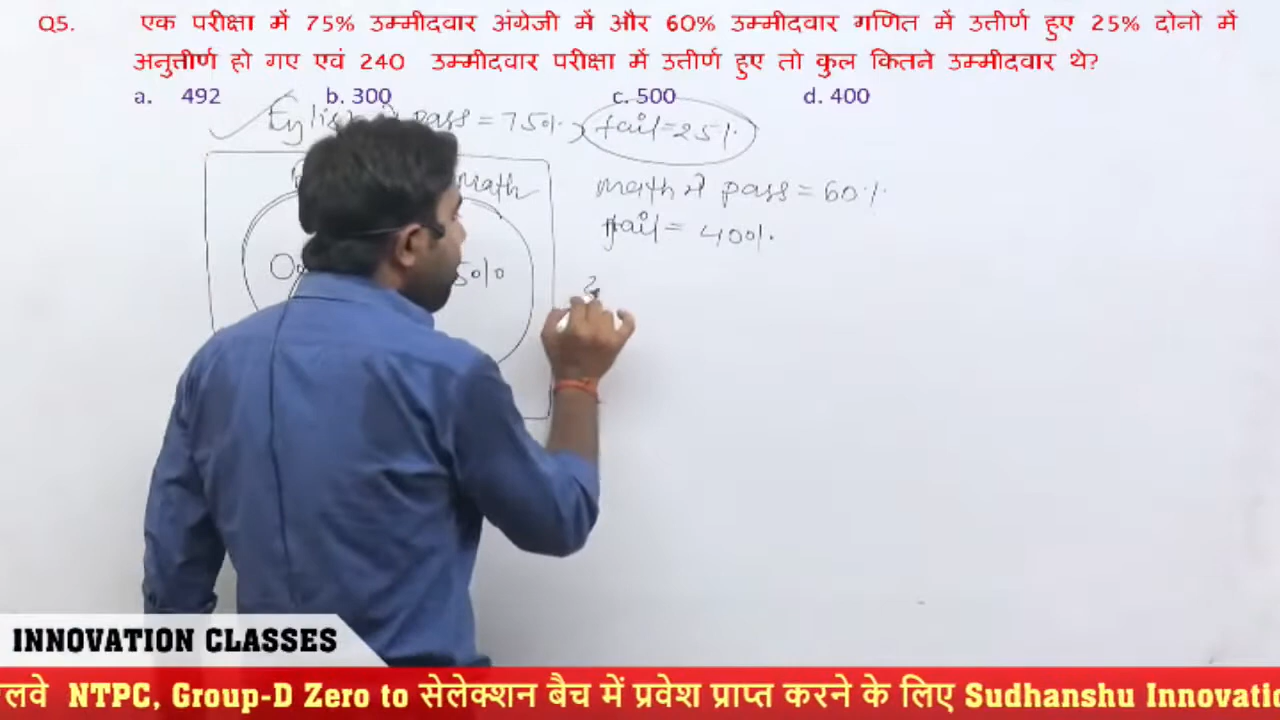 Q5. एक परीक्षा में 75% उम्मीदवार अंग्रेजी में और 60% उम्मीदवार गणित में उतीर्ण हुए 25% दोनो में
अनुत्तीर्ण हो गए एवं 240 उम्मीदवार परीक्षा में उत्तीर्ण हुए तो कुल कितने उम्मीदवार थे?
a. 492 b. 300 c. 500 d. 400
pass = 75% fail = 25%
Math
math में pass = 60%
fail = 40%
INNOVATION CLASSES
NTPC, Group-D Zero to सेलेक्शन बैच में प्रवेश प्राप्त करने के लिए Sudhanshu